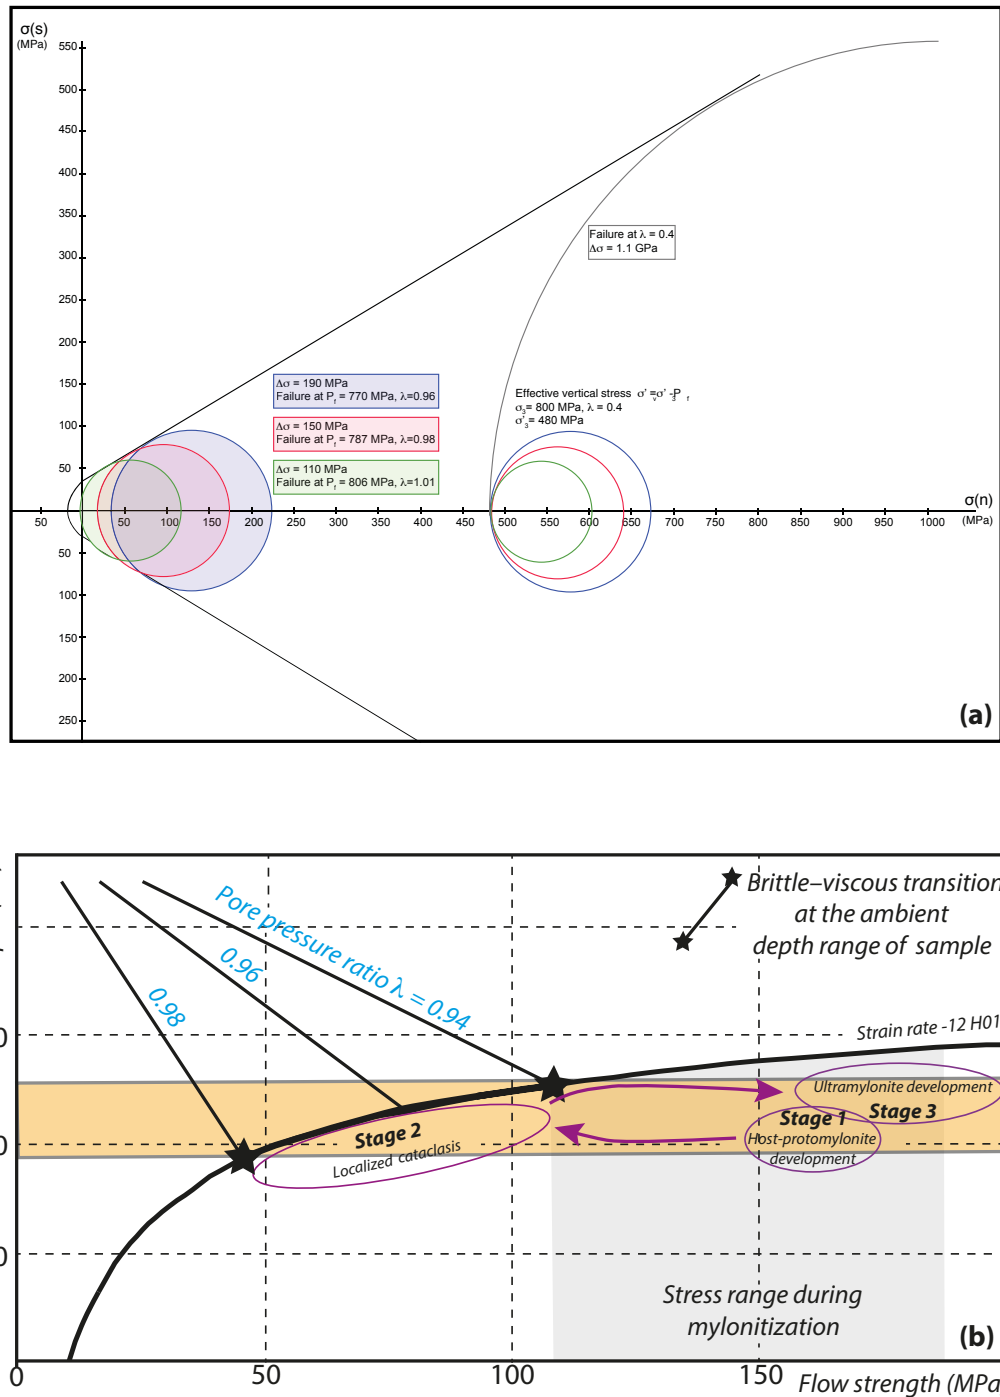 σ(s)
(MPa)
550
500
450
400
350
300
250
200
150
100
50
50
100
150
200
250
50
50
100
150
200
250
300
350
400
450
500
550
600
650
700
750
800
850
900
950
1000
σ(n)
(MPa)
Failure at λ = 0.4
Δσ = 1.1 GPa
Δσ = 190 MPa
Failure at Pf = 770 MPa, λ=0.96
Δσ = 150 MPa
Failure at Pf = 787 MPa, λ=0.98
Δσ = 110 MPa
Failure at Pf = 806 MPa, λ=1.01
Effective vertical stress
σ3=800 MPa, λ = 0.4
σ'3=480 MPa
(a)
Pore pressure ratio λ = 0.94
0.96
0.98
Brittle–viscous transition
at the ambient
depth range of sample
Strain rate -12 H01
Ultramylonite development
Stage 3
Stage 1
Host-protomylonite
development
Stage 2
Localized cataclasis
Stress range during
mylonitization
(b)
0
0
0
0
50
100
150
Flow strength (MPa